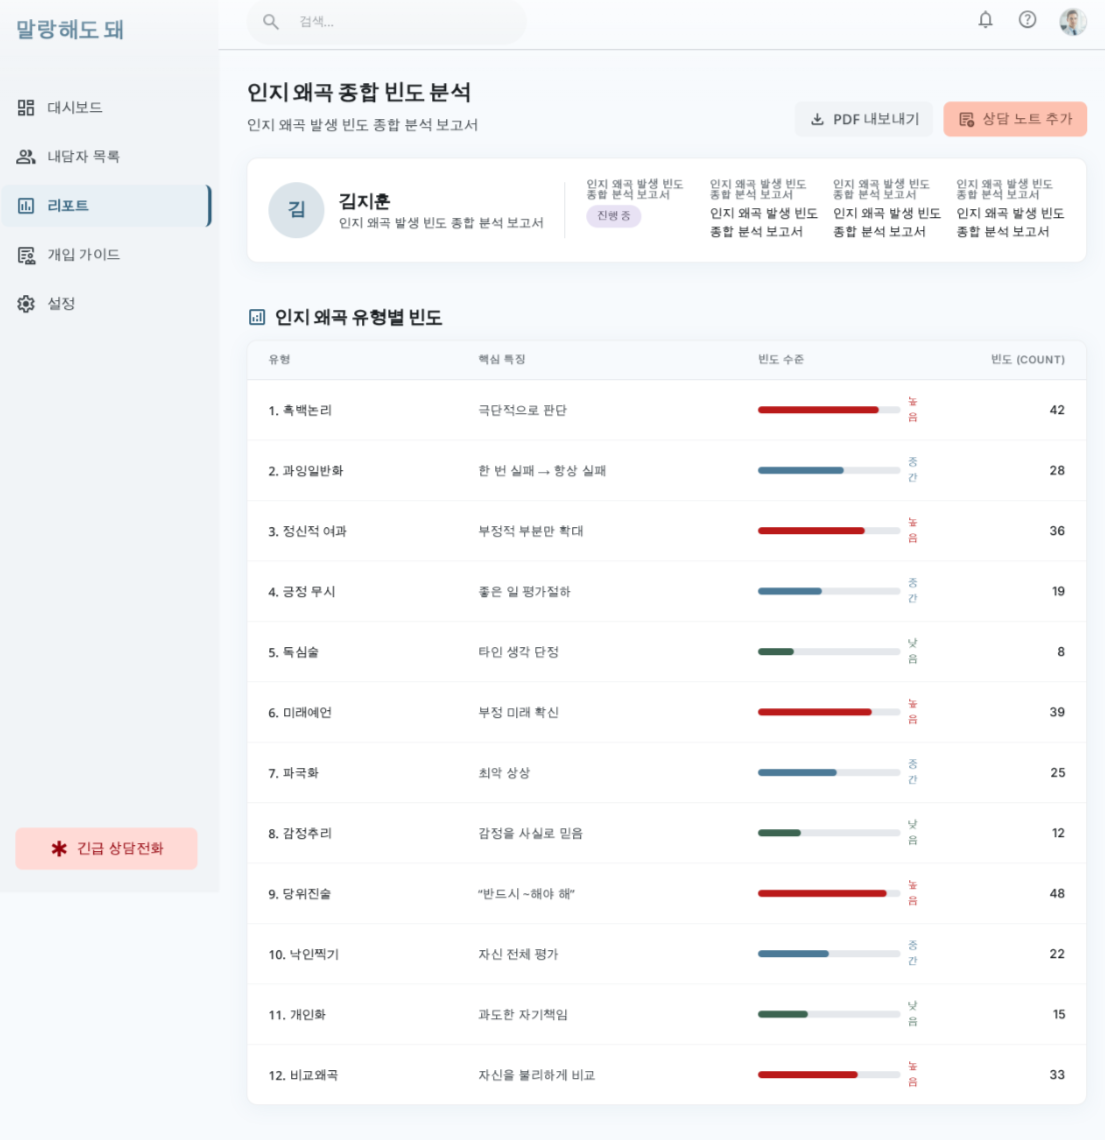 말랑해도 돼
검색...
대시보드
내담자 목록
리포트
개입 가이드
설정
긴급 상담전화
인지 왜곡 종합 빈도 분석
인지 왜곡 발생 빈도 종합 분석 보고서
PDF 내보내기
상담 노트 추가
김
김지훈
인지 왜곡 발생 빈도 종합 분석 보고서
인지 왜곡 발생 빈도
종합 분석 보고서
진행 중
인지 왜곡 발생 빈도
종합 분석 보고서
인지 왜곡 발생 빈도
종합 분석 보고서
인지 왜곡 발생 빈도
종합 분석 보고서
인지 왜곡 발생 빈도
종합 분석 보고서
인지 왜곡 발생 빈도
종합 분석 보고서
인지 왜곡 발생 빈도
종합 분석 보고서
인지 왜곡 유형별 빈도
유형 핵심 특징 빈도 수준 빈도 (COUNT)
1. 흑백논리 극단적으로 판단 높음 42
2. 과잉일반화 한 번 실패 → 항상 실패 중간 28
3. 정신적 여과 부정적 부분만 확대 높음 36
4. 긍정 무시 좋은 일 평가절하 중간 19
5. 독심술 타인 생각 단정 낮음 8
6. 미래예언 부정 미래 확신 높음 39
7. 파국화 최악 상상 중간 25
8. 감정추리 감정을 사실로 믿음 낮음 12
9. 당위진술 “반드시 ~해야 해” 높음 48
10. 낙인찍기 자신 전체 평가 중간 22
11. 개인화 과도한 자기책임 낮음 15
12. 비교왜곡 자신을 불리하게 비교 높음 33